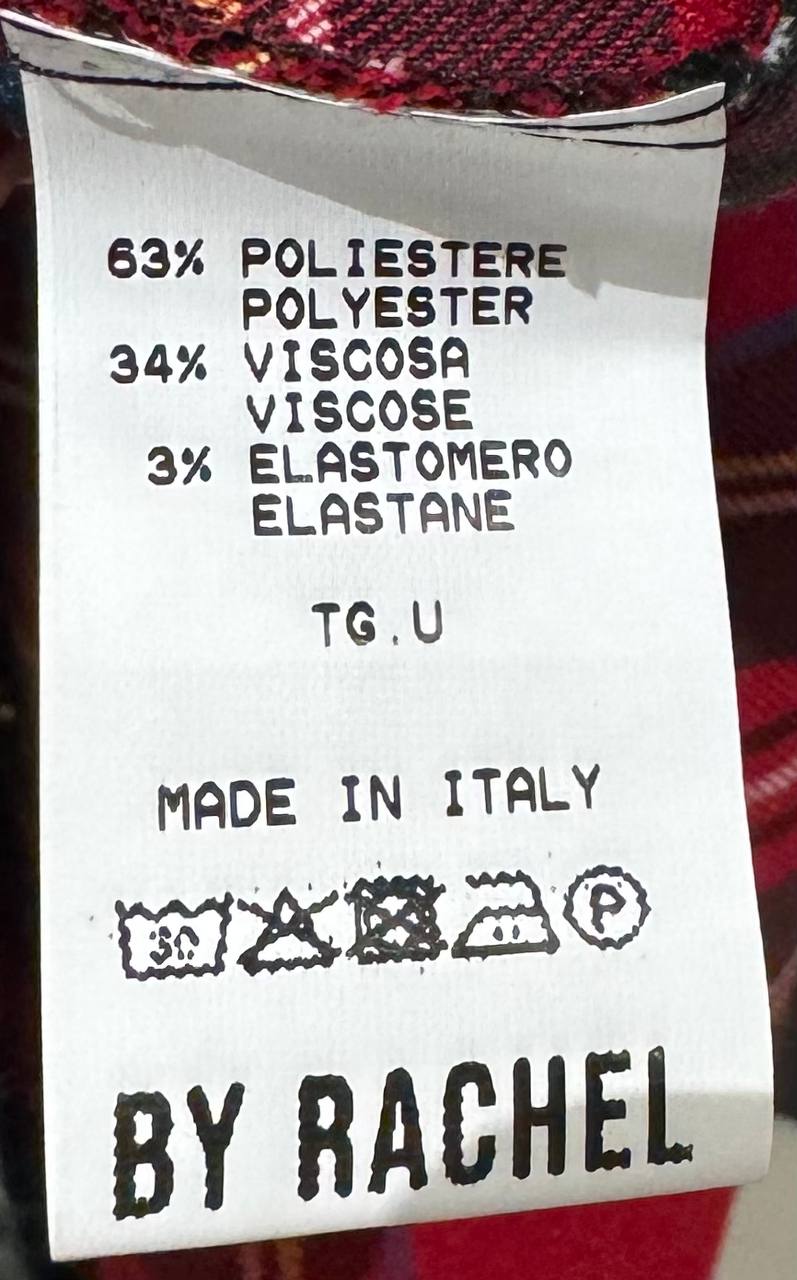 63% POLIESTERE
POLYESTER
34% VISCOSA
VISCOSE
3% ELASTOMERO
ELASTANE
TG.U
MADE IN ITALY
30 P
BY RACHEL